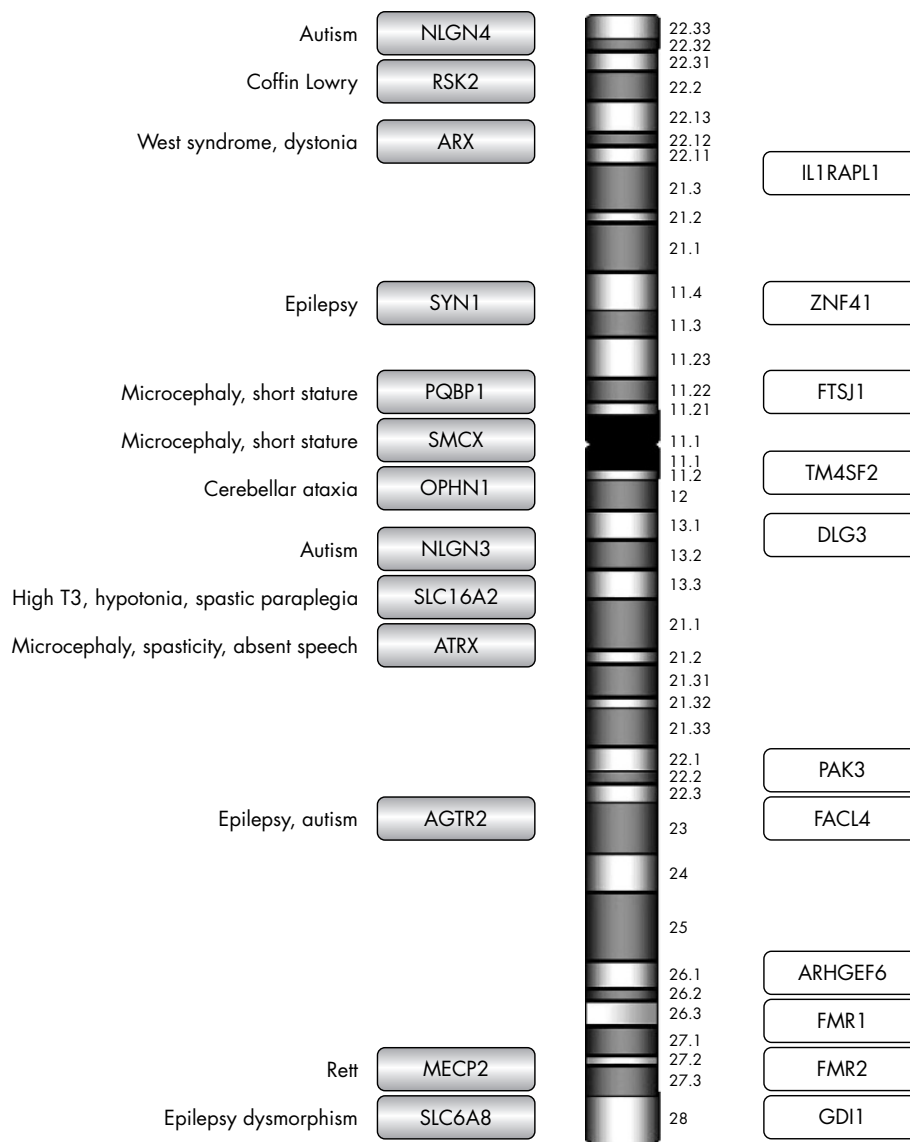 Autism NLGN4 22.33
22.32
22.31
Coffin Lowry RSK2 22.2
22.13
West syndrome, dystonia ARX 22.12
22.11
IL1RAPL1
21.3
21.2
21.1
11.4
Epilepsy SYN1 ZNF41
11.3
11.23
Microcephaly, short stature PQBP1 11.22 FTSJ1
11.21
Microcephaly, short stature SMCX 11.1
11.1
11.2 TM4SF2
Cerebellar ataxia OPHN1 12
13.1 DLG3
Autism NLGN3 13.2
13.3
High T3, hypotonia, spastic paraplegia SLC16A2
21.1
Microcephaly, spasticity, absent speech ATRX
21.2
21.31
21.32
21.33
22.1
22.2 PAK3
22.3
Epilepsy, autism AGTR2 23 FACL4
24
25
26.1 ARHGEF6
26.2
26.3 FMR1
27.1
27.2
Rett MECP2 FMR2
27.3
Epilepsy dysmorphism SLC6A8 28 GDI1